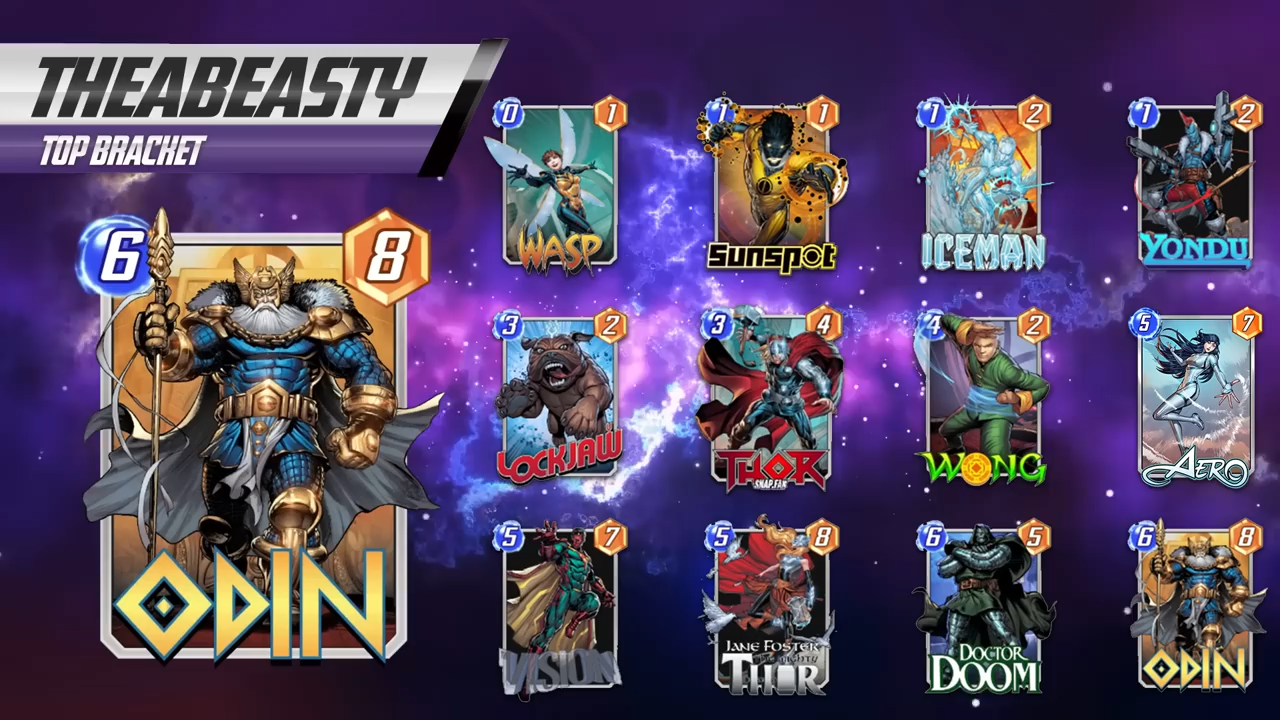 THEABEASTY
TOP BRACKET
6 8
ODIN
0 1
WASP
1 1
Sunspot
1 2
ICEMAN
1 2
YONDU
3 2
LOCKJAW
3 4
THOR
SNAP.FAN
4 2
WONG
5 7
AERO
5 7
VISION
5 8
JANE FOSTER
THOR
6 5
DOCTOR
DOOM
6 8
ODIN